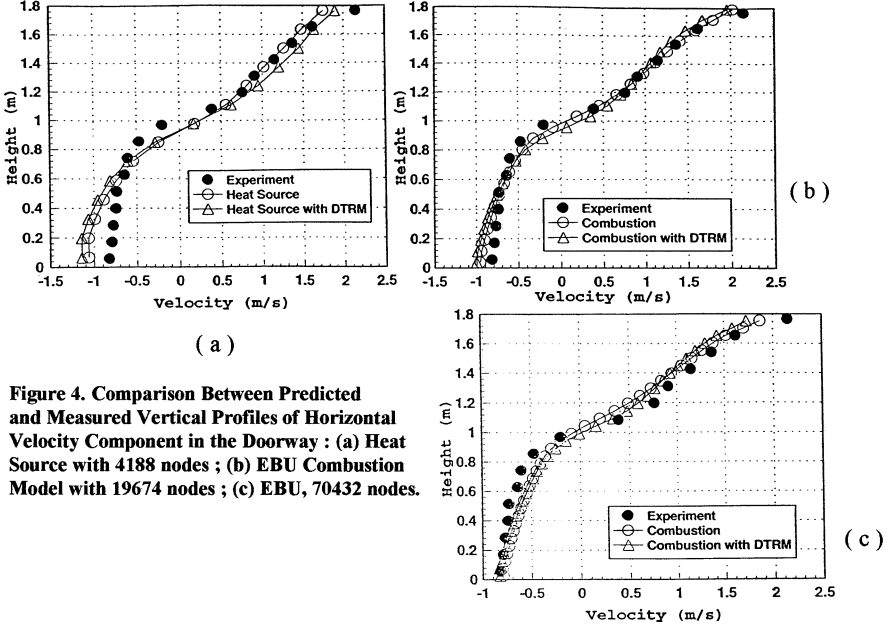 1.8
1.6
1.4
1.2
1
0.8
0.6
0.4
0.2
0
Height (m)
Experiment
Heat Source
Heat Source with DTRM
-1.5 -1 -0.5 0 0.5 1 1.5 2 2.5
Velocity (m/s)
( a )
1.8
1.6
1.4
1.2
1
0.8
0.6
0.4
0.2
0
Height (m)
Experiment
Combustion
Combustion with DTRM
-1.5 -1 -0.5 0 0.5 1 1.5 2 2.5
Velocity (m/s)
( b )
Figure 4. Comparison Between Predicted
and Measured Vertical Profiles of Horizontal
Velocity Component in the Doorway : (a) Heat
Source with 4188 nodes ; (b) EBU Combustion
Model with 19674 nodes ; (c) EBU, 70432 nodes.
1.8
1.6
1.4
1.2
1
0.8
0.6
0.4
0.2
0
Height (m)
Experiment
Combustion
Combustion with DTRM
-1 -0.5 0 0.5 1 1.5 2 2.5
Velocity (m/s)
( c )